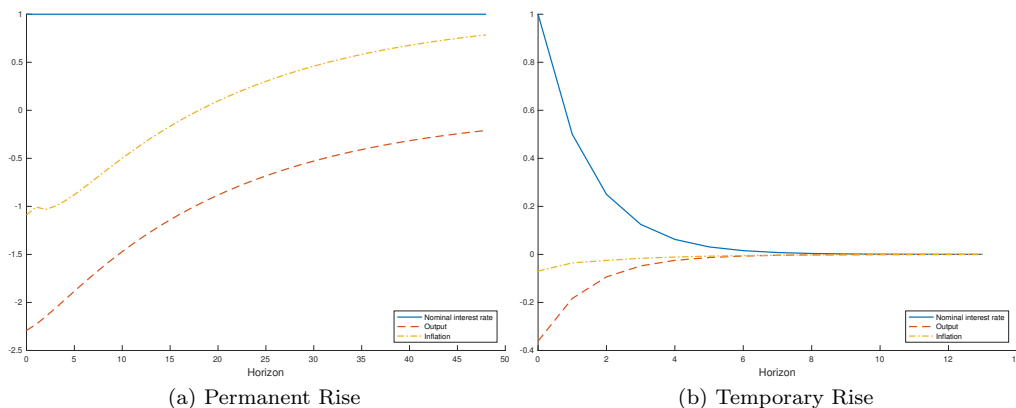 1
0.5
0
-0.5
-1
-1.5
-2
-2.5
0 5 10 15 20 25 30 35 40 45 50
Horizon
Nominal interest rate
Output
Inflation
(a) Permanent Rise
1
0.8
0.6
0.4
0.2
0
-0.2
-0.4
0 2 4 6 8 10 12
Horizon
Nominal interest rate
Output
Inflation
(b) Temporary Rise